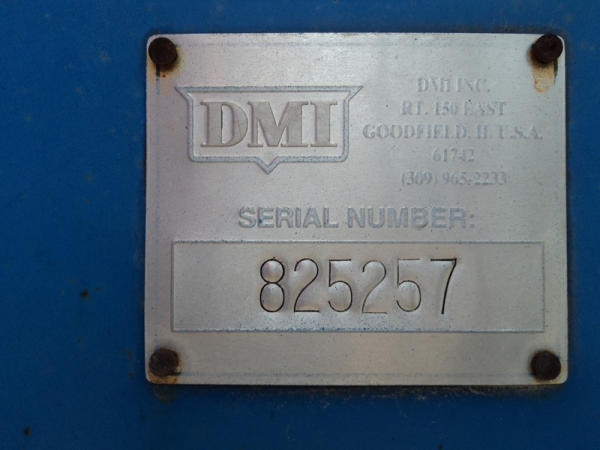 DMI
DMI INC.
RT. 150 EAST
GOODFIELD, IL U.S.A.
61742
(309) 965-2233
SERIAL NUMBER:
825257